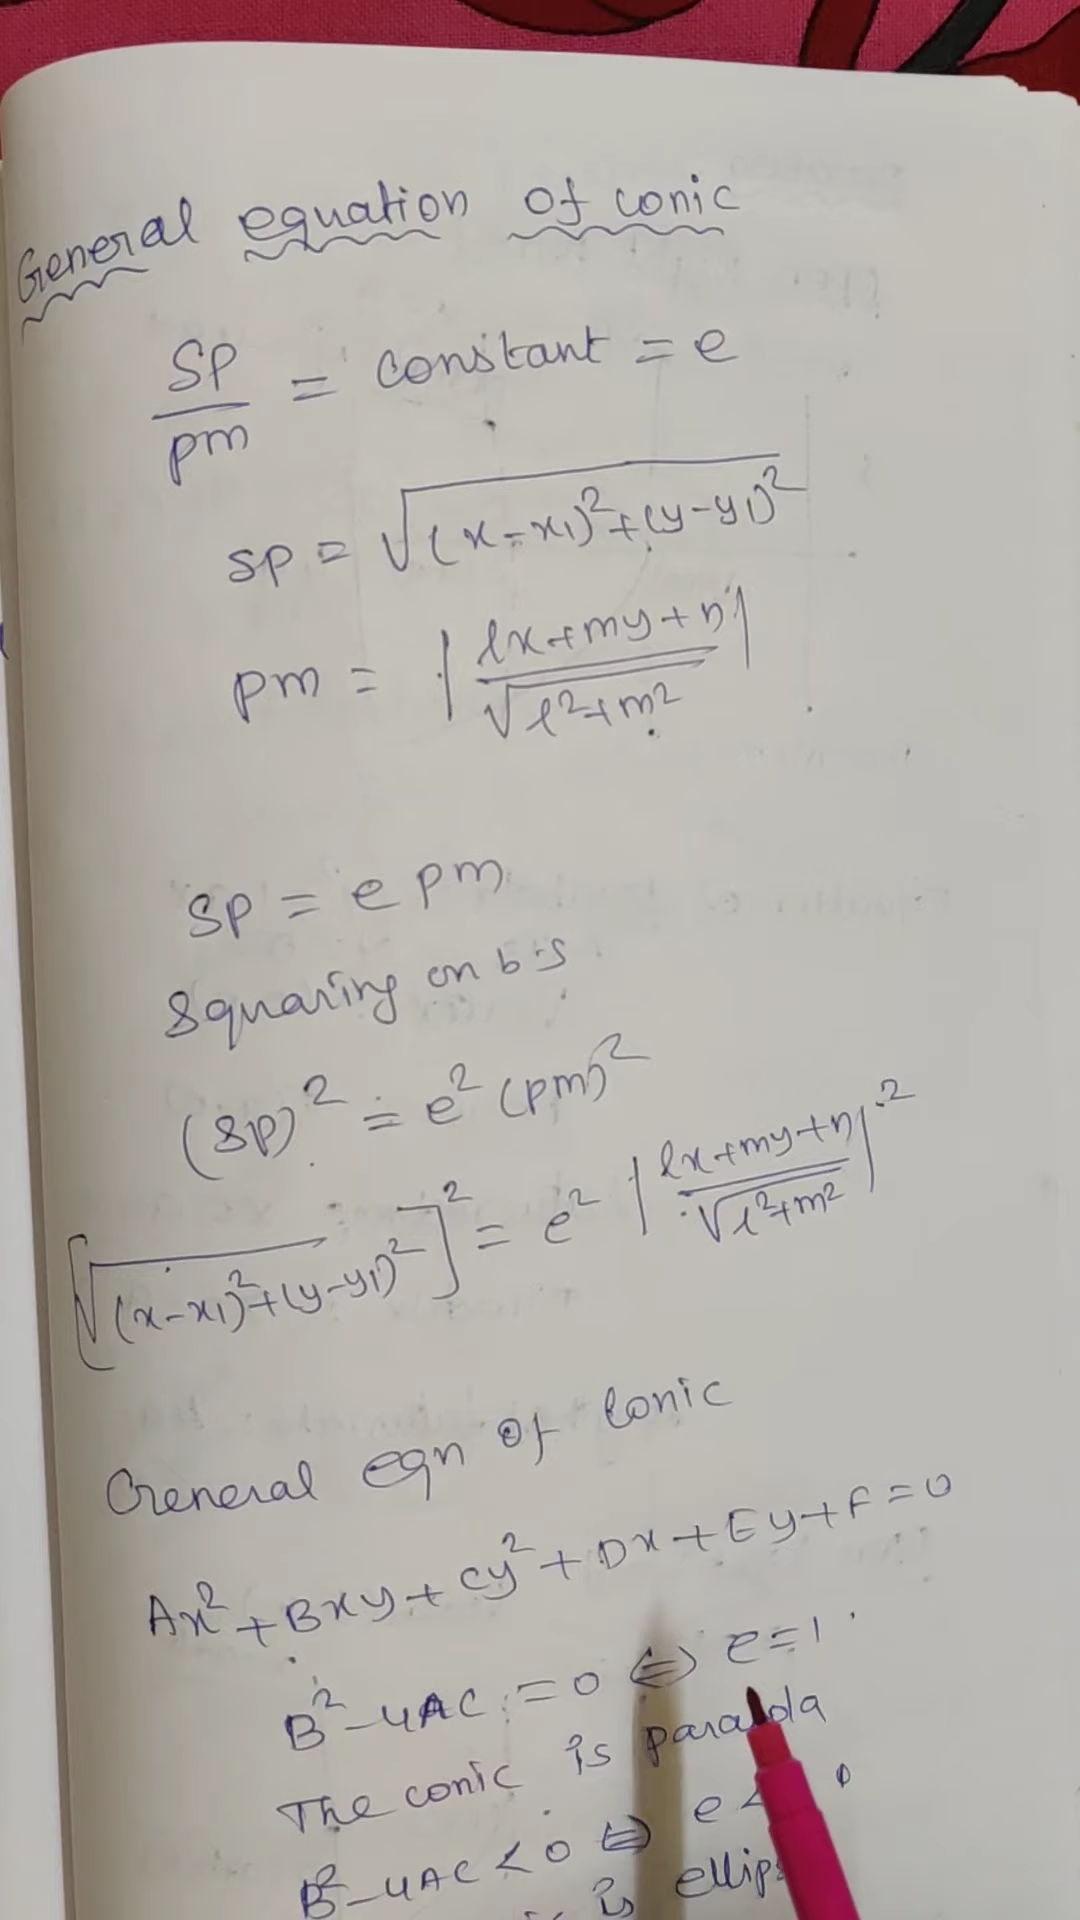 General equation of conic
SP/PM = constant = e
SP = √(x-x₁)²+(y-y₁)²
PM = |lx+my+n/√l²+m²|
SP = e PM
Squaring on b.s
(SP)² = e² (PM)²
[√(x-x₁)²+(y-y₁)²]² = e² |lx+my+n/√l²+m²|²
General eqn of Conic
Ax²+Bxy+Cy²+Dx+Ey+F=0
B²-4AC=0 ⇔ e=1
The conic is parabola
B²-4AC<0 ⇔ e<
is